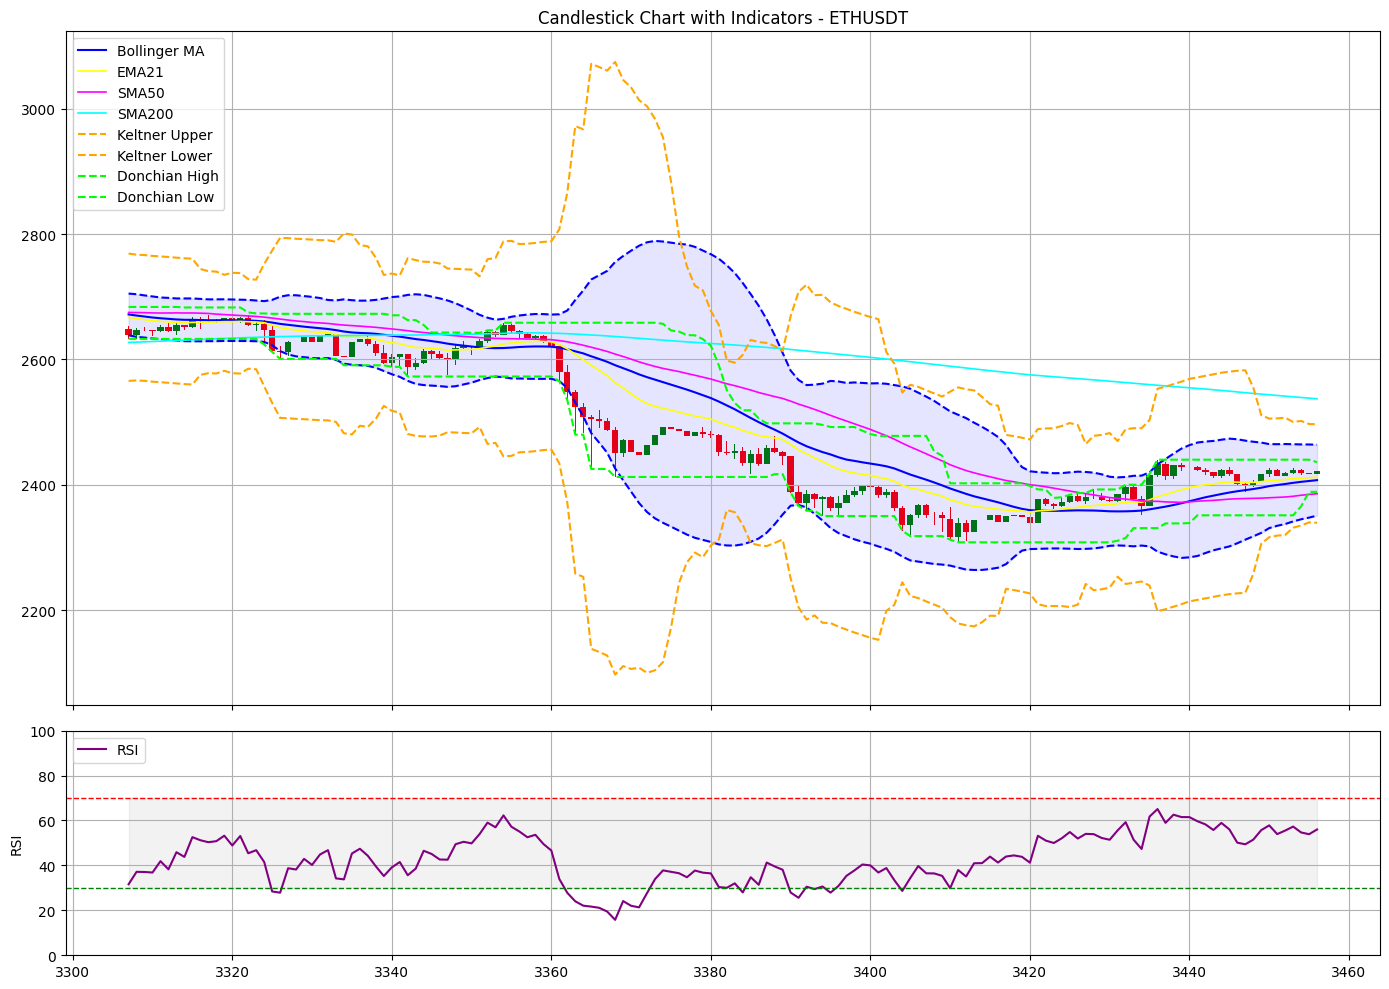 Candlestick Chart with Indicators - ETHUSDT
Bollinger MA
EMA21
SMA50
SMA200
Keltner Upper
Keltner Lower
Donchian High
Donchian Low
3000
2800
2600
2400
2200
RSI
100
80
60
40
20
0
RSI
3300 3320 3340 3360 3380 3400 3420 3440 3460